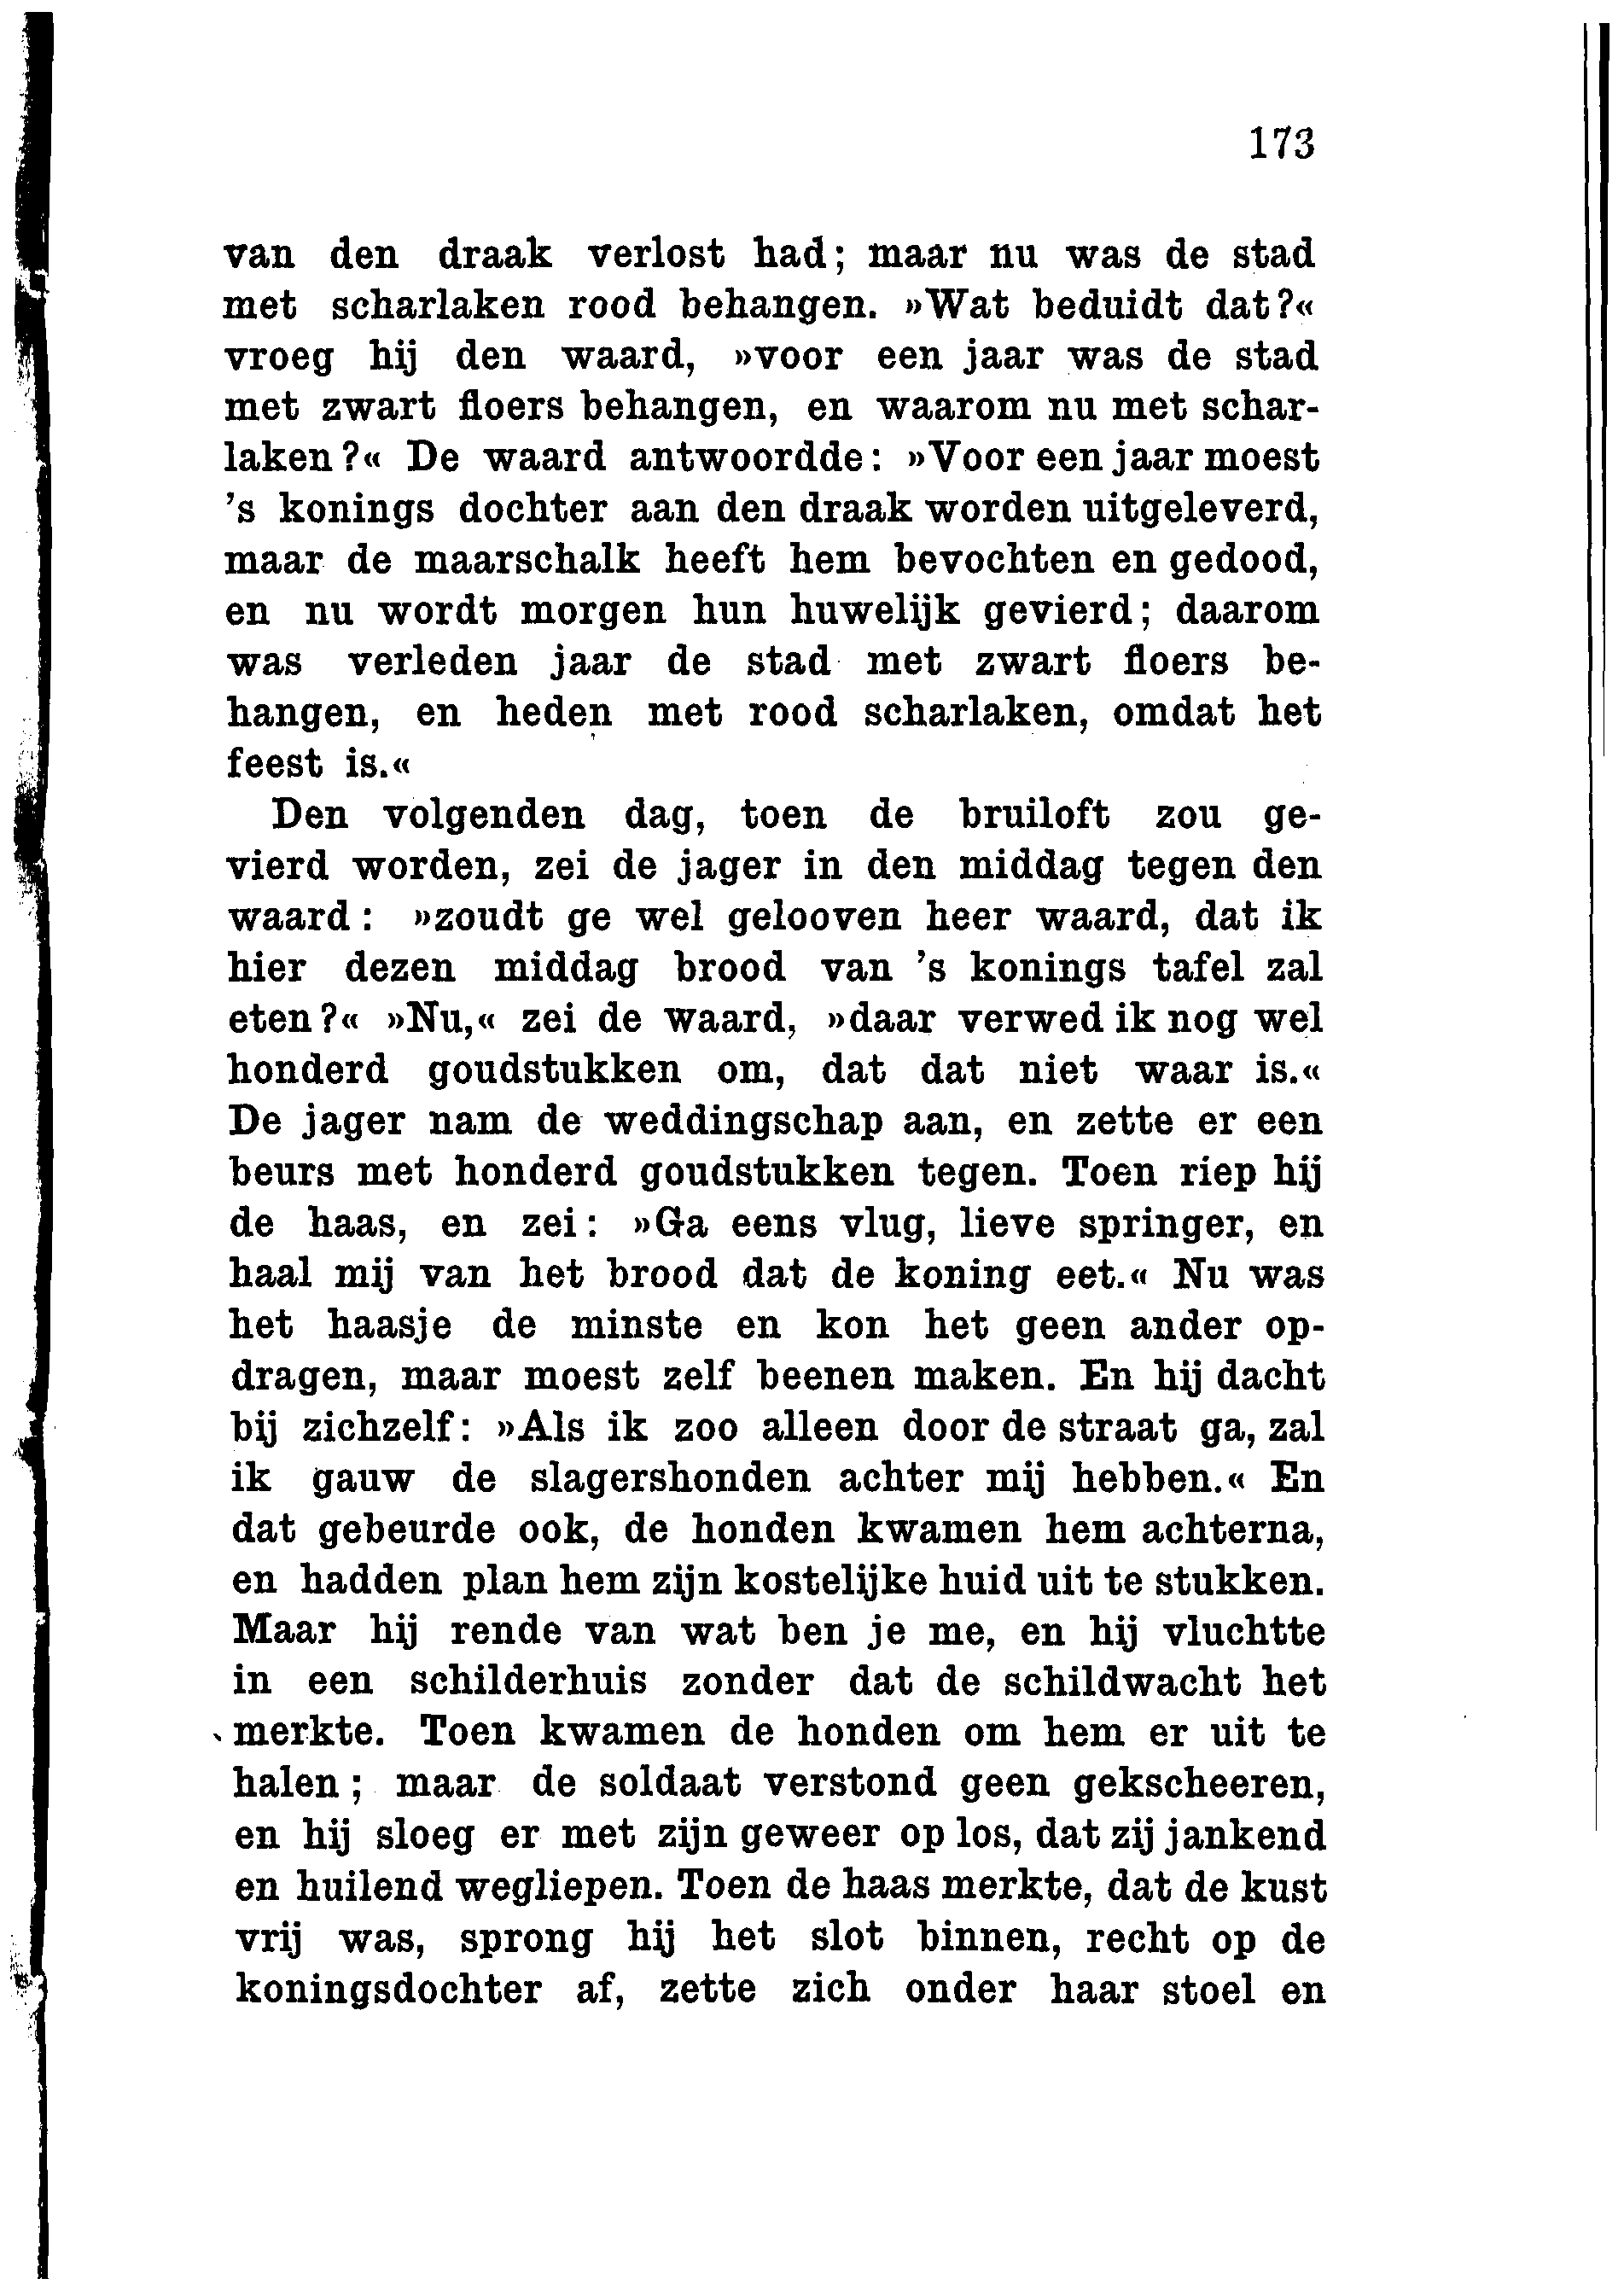 173
van den draak verlost had; maar nu was de stad
met scharlaken rood behangen. »Wat beduidt dat?«
vroeg hij den waard, »voor een jaar was de stad
met zwart floers behangen, en waarom nu met schar-
laken?« De waard antwoordde: »Voor een jaar moest
's konings dochter aan den draak worden uitgeleverd,
maar de maarschalk heeft hem bevochten en gedood,
en nu wordt morgen hun huwelijk gevierd; daarom
was verleden jaar de stad met zwart floers be-
hangen, en heden met rood scharlaken, omdat het
feest is.«
Den volgenden dag, toen de bruiloft zou ge-
vierd worden, zei de jager in den middag tegen den
waard: »zoudt ge wel gelooven heer waard, dat ik
hier dezen middag brood van 's konings tafel zal
eten?« »Nu,« zei de waard, »daar verwed ik nog wel
honderd goudstukken om, dat dat niet waar is.«
De jager nam de weddingschap aan, en zette er een
beurs met honderd goudstukken tegen. Toen riep hij
de haas, en zei: »Ga eens vlug, lieve springer, en
haal mij van het brood dat de koning eet.« Nu was
het haasje de minste en kon het geen ander op-
dragen, maar moest zelf beenen maken. En hij dacht
bij zichzelf: »Als ik zoo alleen door de straat ga, zal
ik gauw de slagershonden achter mij hebben.« En
dat gebeurde ook, de honden kwamen hem achterna,
en hadden plan hem zijn kostelijke huid uit te stukken.
Maar hij rende van wat ben je me, en hij vluchtte
in een schilderhuis zonder dat de schildwacht het
merkte. Toen kwamen de honden om hem er uit te
halen; maar de soldaat verstond geen gekscheeren,
en hij sloeg er met zijn geweer op los, dat zij jankend
en huilend wegliepen. Toen de haas merkte, dat de kust
vrij was, sprong hij het slot binnen, recht op de
koningsdochter af, zette zich onder haar stoel en